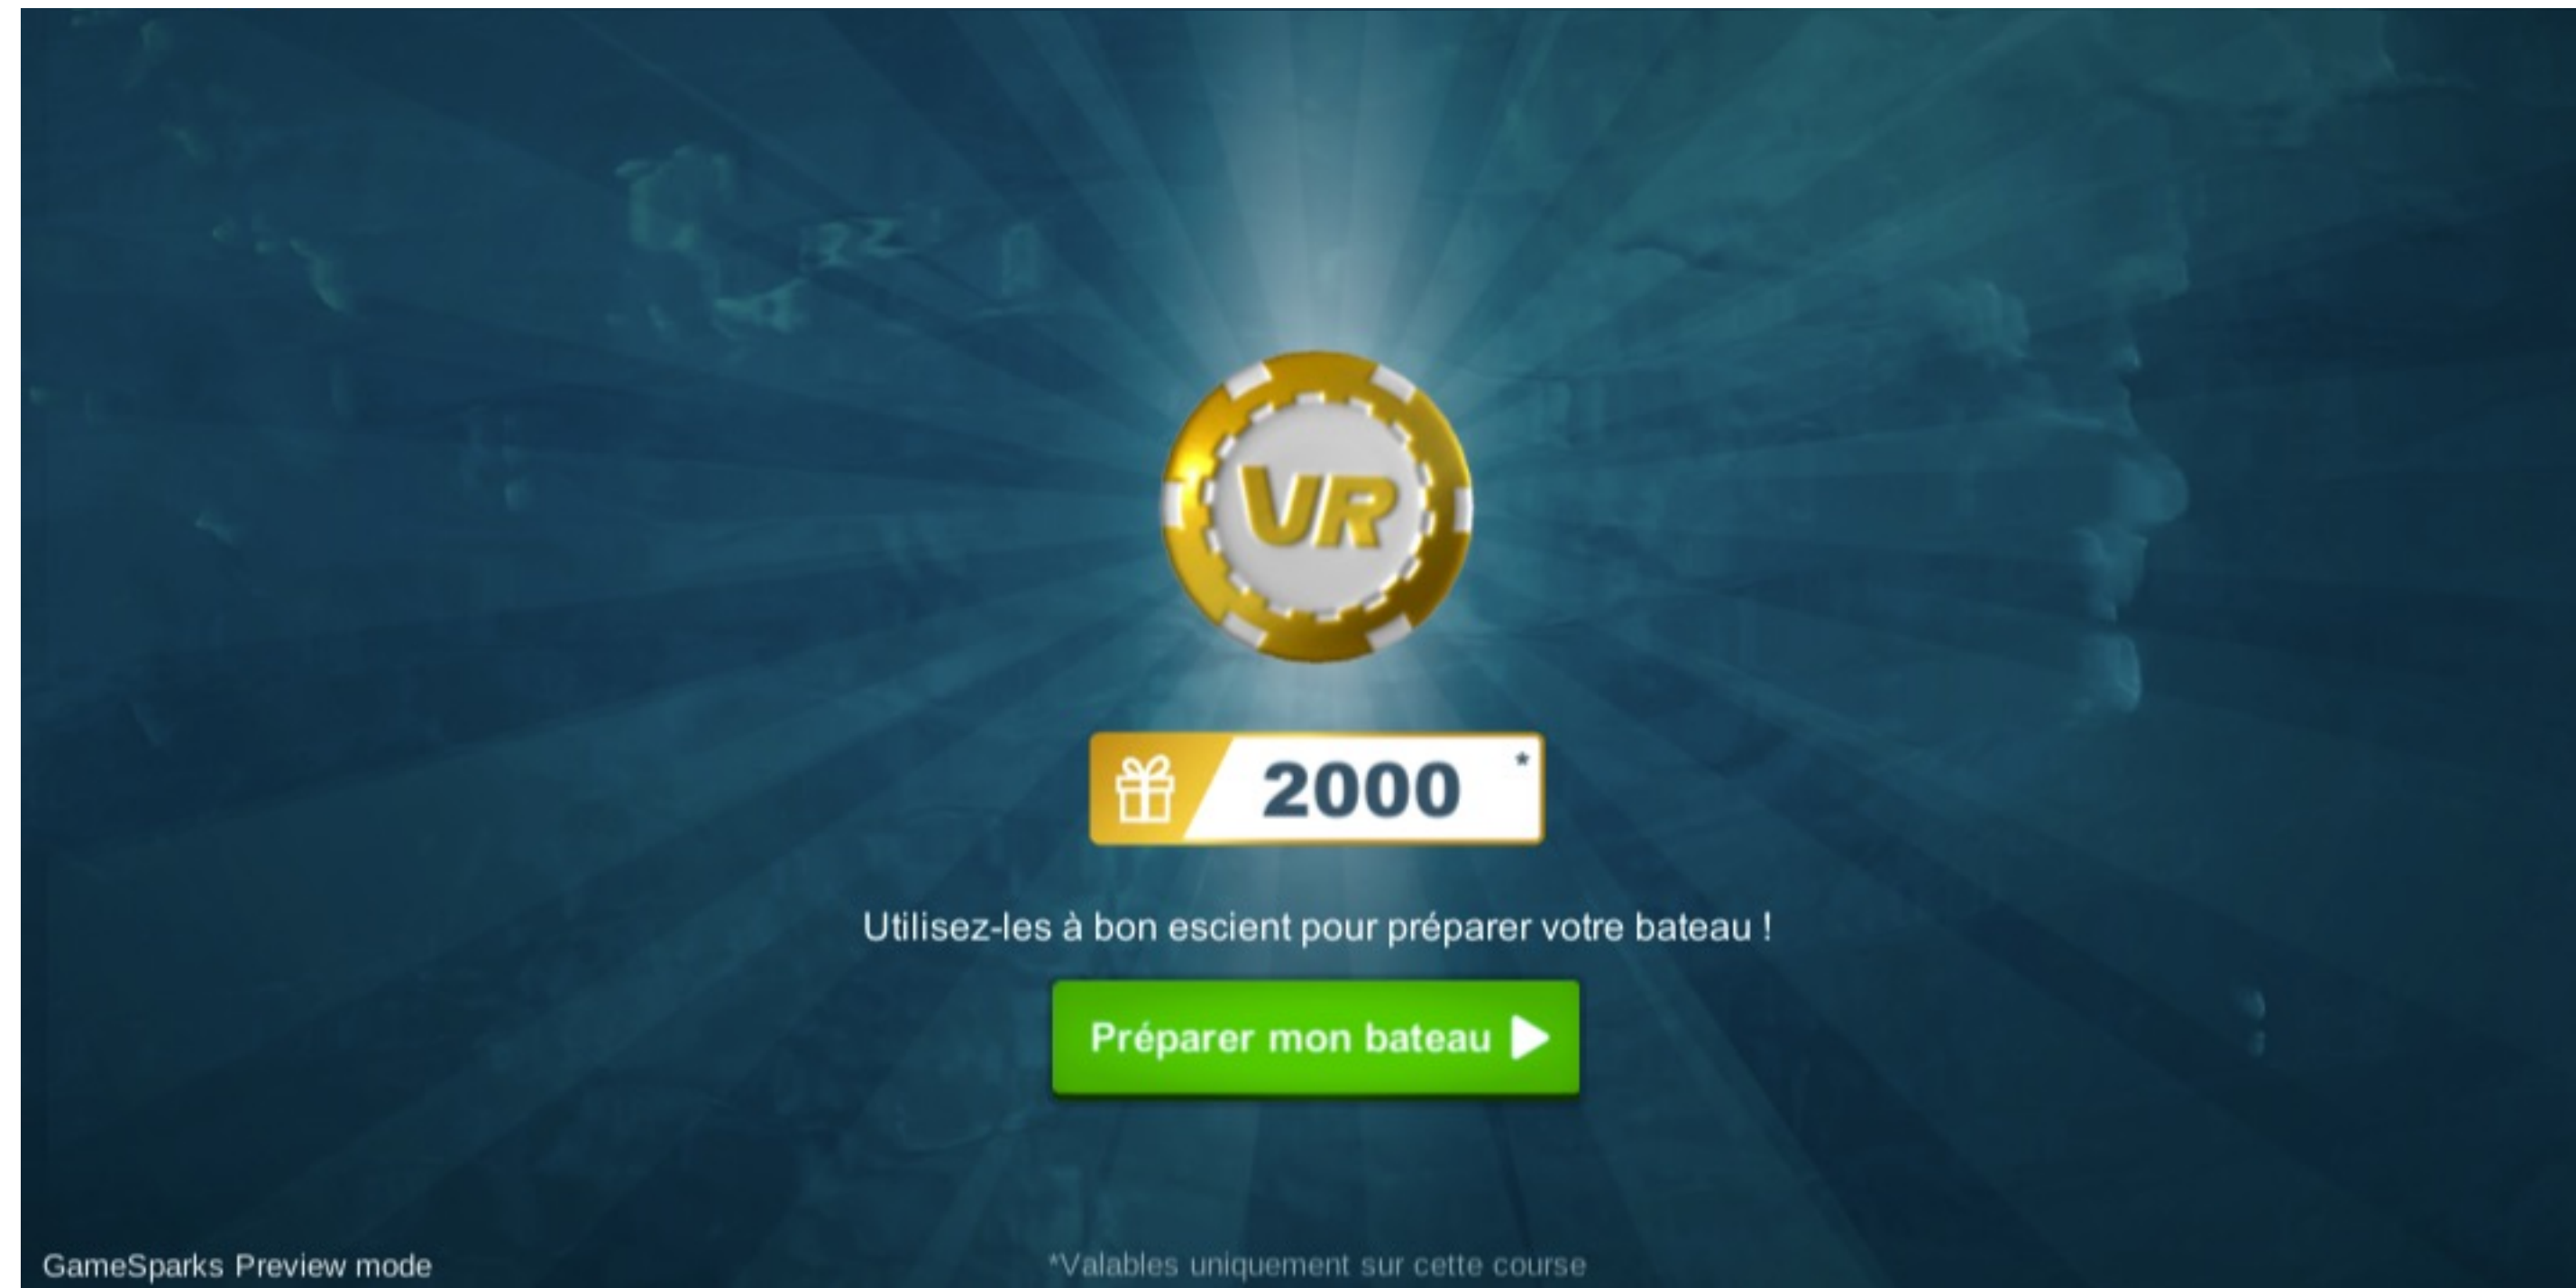 VR
2000 *
Utilisez-les à bon escient pour préparer votre bateau !
Préparer mon bateau
GameSparks Preview mode
*Valables uniquement sur cette course